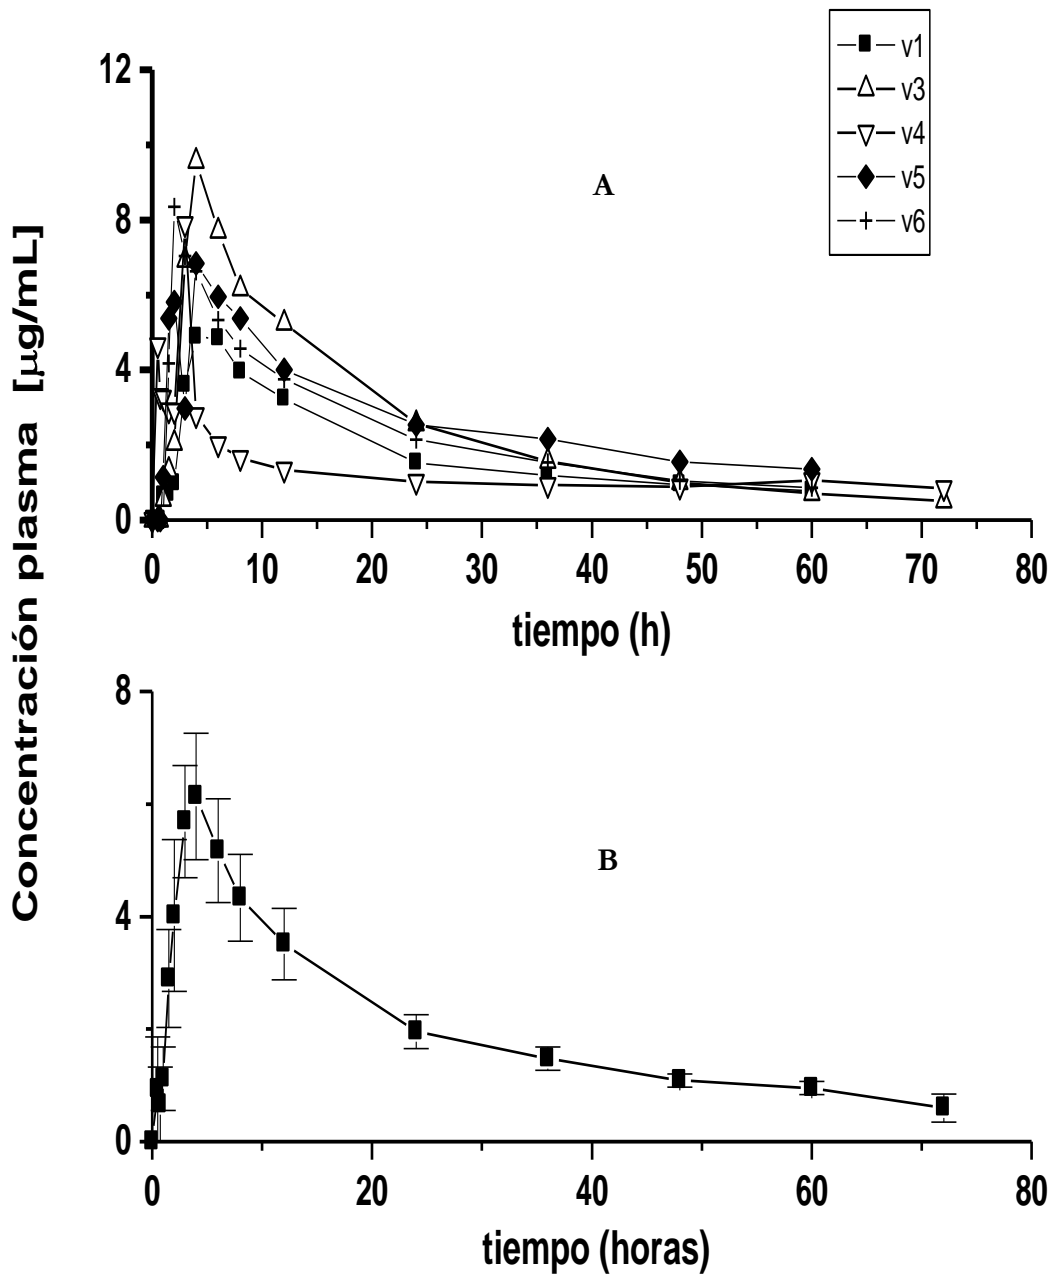 v1
v3
v4
v5
v6
12
8
4
0
A
0 10 20 30 40 50 60 70 80
tiempo (h)
Concentración plasma [µg/mL]
8
4
0
B
0 20 40 60 80
tiempo (horas)